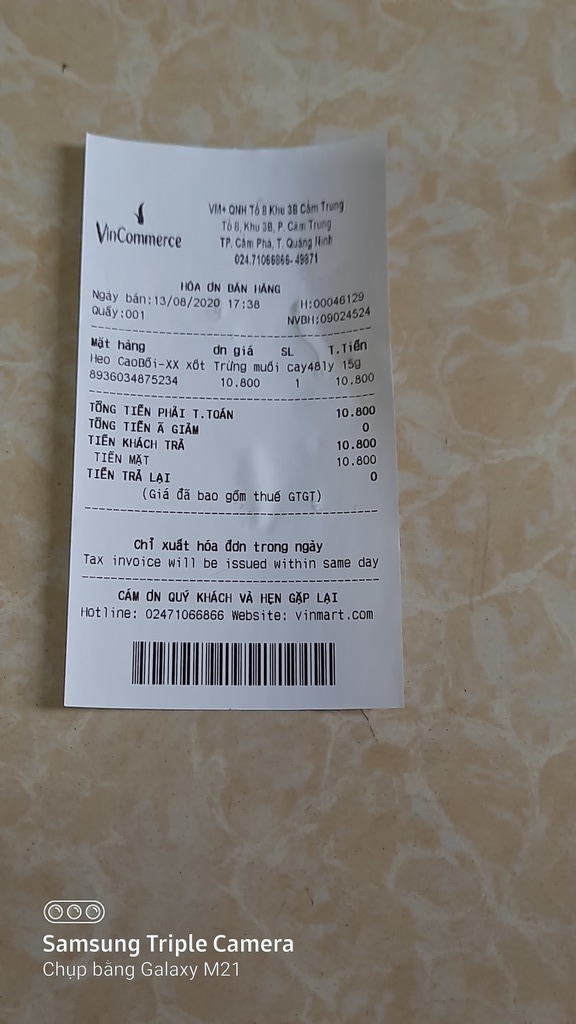 VinCommerce
VM+ QNH Tổ 8 Khu 3B Cẩm Trung
Tổ 8, Khu 3B, P. Cẩm Trung
TP. Cẩm Phả, T. Quảng Ninh
024.71066866- 49871
HÓA ƠN BÁN HÀNG
Ngày bán:13/08/2020 17:38 H:00046129
Quầy:001 NVBH:09024524
Mặt hàng ơn giá SL T.Tiền
Heo CaoBồi-XX xốt Trứng muối cay48ly 15g
8936034875234 10.800 1 10.800
TỔNG TIỀN PHẢI T.TOÁN 10.800
TỔNG TIỀN Ã GIẢM 0
TIỀN KHÁCH TRẢ 10.800
TIỀN MẶT 10.800
TIỀN TRẢ LẠI 0
(Giá đã bao gồm thuế GTGT)
Chỉ xuất hóa đơn trong ngày
Tax invoice will be issued within same day
CẢM ƠN QUÝ KHÁCH VÀ HẸN GẶP LẠI
Hotline: 02471066866 Website: vinmart.com
Samsung Triple Camera
Chụp bằng Galaxy M21